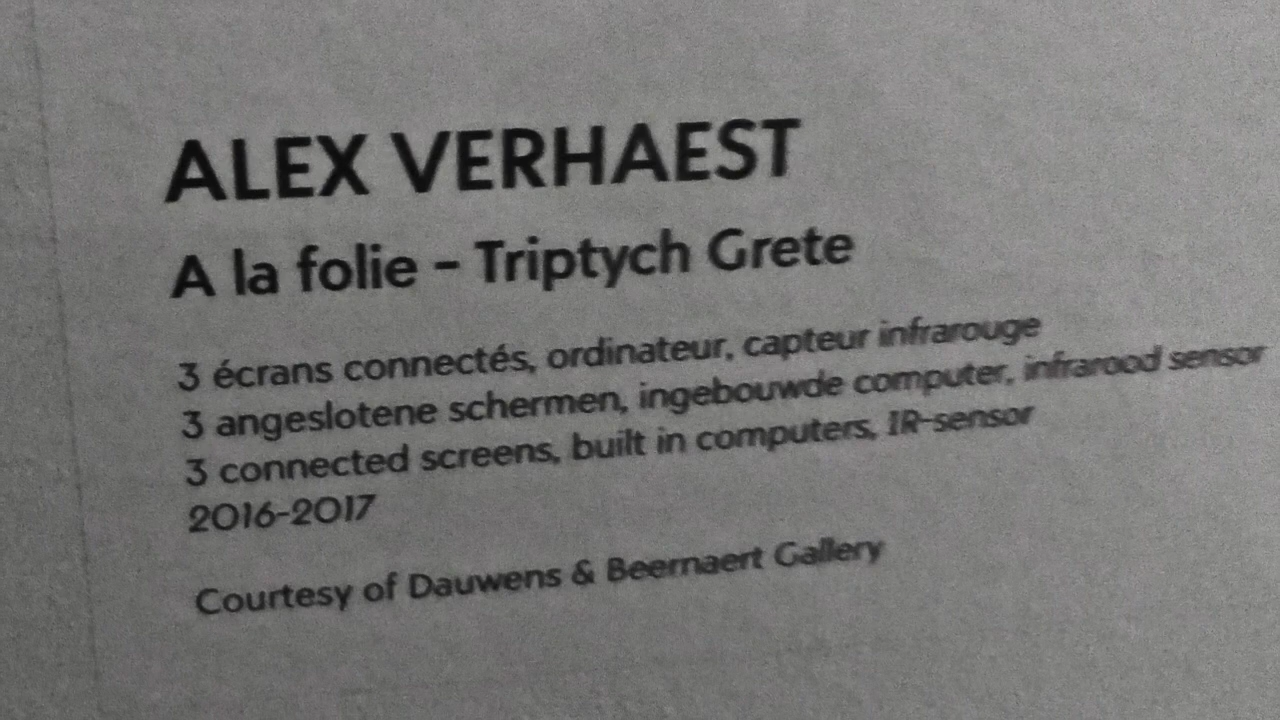 ALEX VERHAEST
A la folie – Triptych Grete
3 écrans connectés, ordinateur, capteur infrarouge
3 angeslotene schermen, ingebouwde computer, infrarood sensor
3 connected screens, built in computers, IR-sensor
2016-2017
Courtesy of Dauwens & Beernaert Gallery